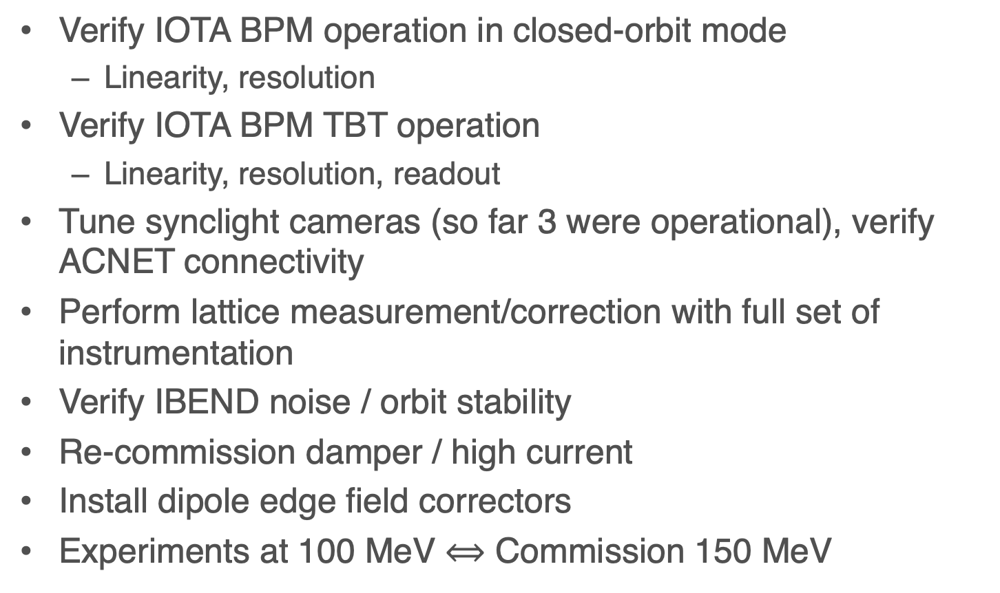 • Verify IOTA BPM operation in closed-orbit mode
– Linearity, resolution
• Verify IOTA BPM TBT operation
– Linearity, resolution, readout
• Tune synclight cameras (so far 3 were operational), verify
ACNET connectivity
• Perform lattice measurement/correction with full set of
instrumentation
• Verify IBEND noise / orbit stability
• Re-commission damper / high current
• Install dipole edge field correctors
• Experiments at 100 MeV ⟺ Commission 150 MeV